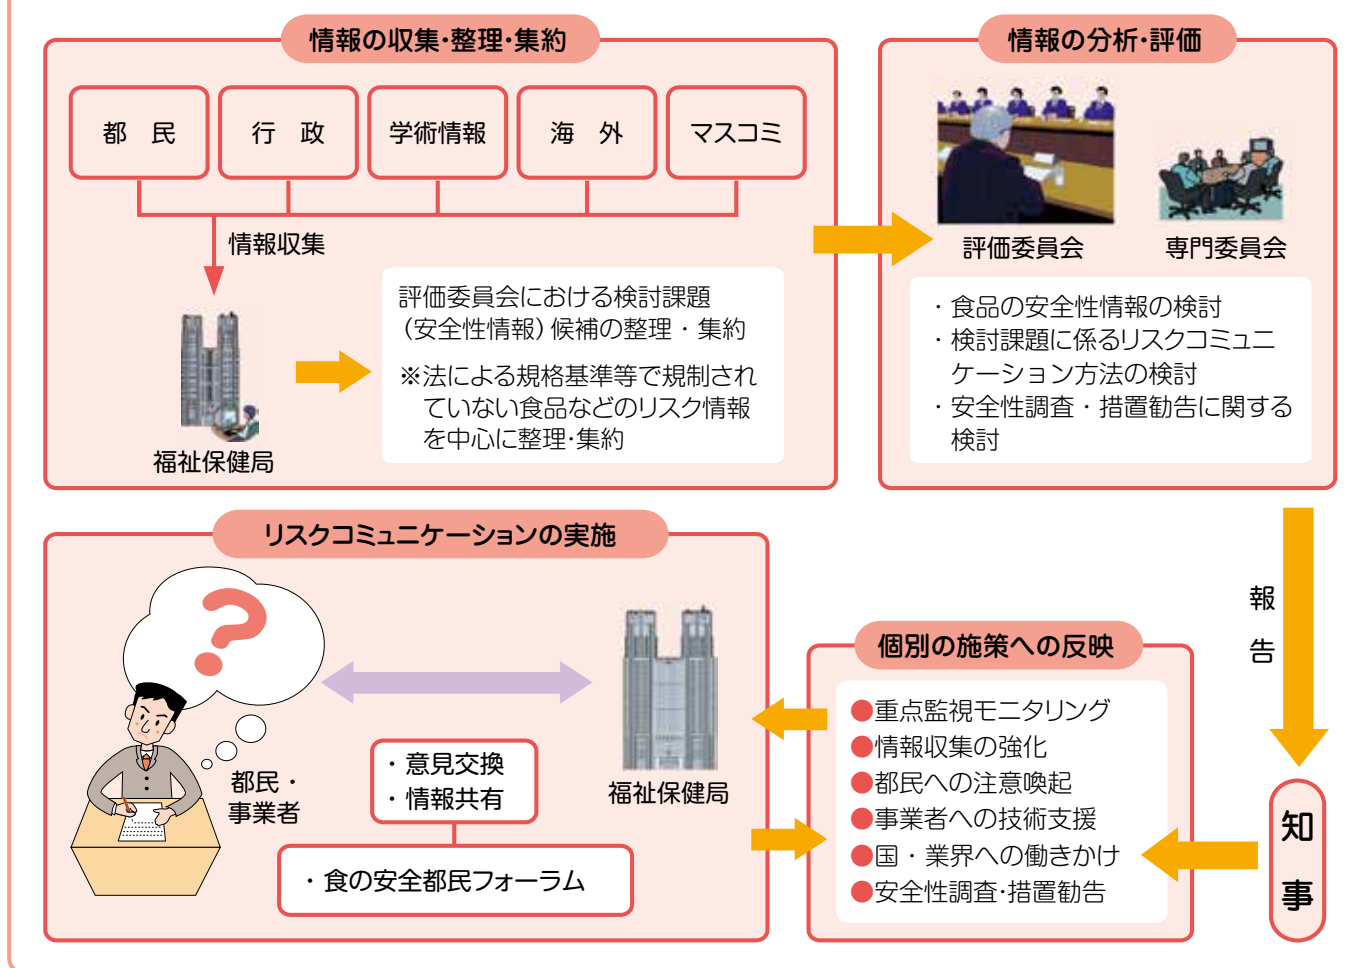 情報の収集・整理・集約
都　民
行　政
学術情報
海　外
マスコミ
情報収集
福祉保健局
評価委員会における検討課題
（安全性情報）候補の整理・集約
※法による規格基準等で規制され
ていない食品などのリスク情報
を中心に整理・集約
情報の分析・評価
評価委員会
専門委員会
・食品の安全性情報の検討
・検討課題に係るリスクコミュニ
ケーション方法の検討
・安全性調査・措置勧告に関する
検討
報告
知事
個別の施策への反映
●重点監視モニタリング
●情報収集の強化
●都民への注意喚起
●事業者への技術支援
●国・業界への働きかけ
●安全性調査・措置勧告
リスクコミュニケーションの実施
?
都民・
事業者
・意見交換
・情報共有
・食の安全都民フォーラム
福祉保健局